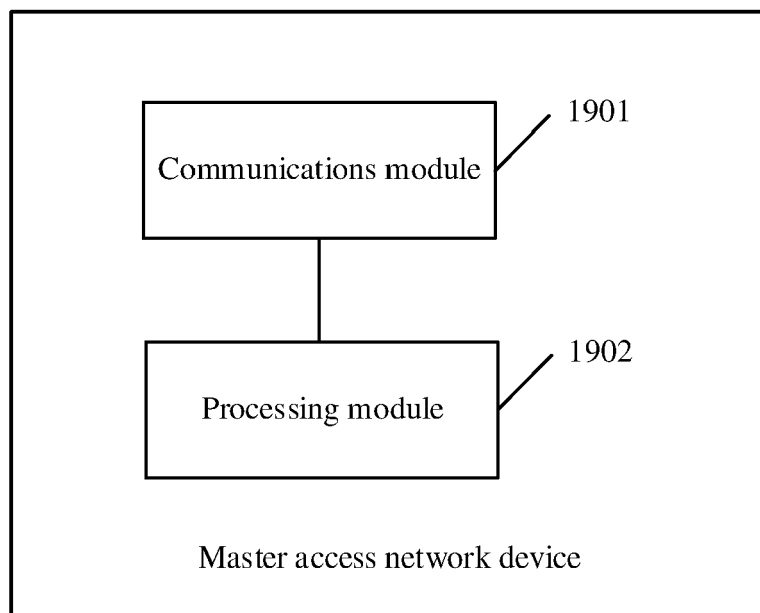 1901
Communications module
1902
Processing module
Master access network device